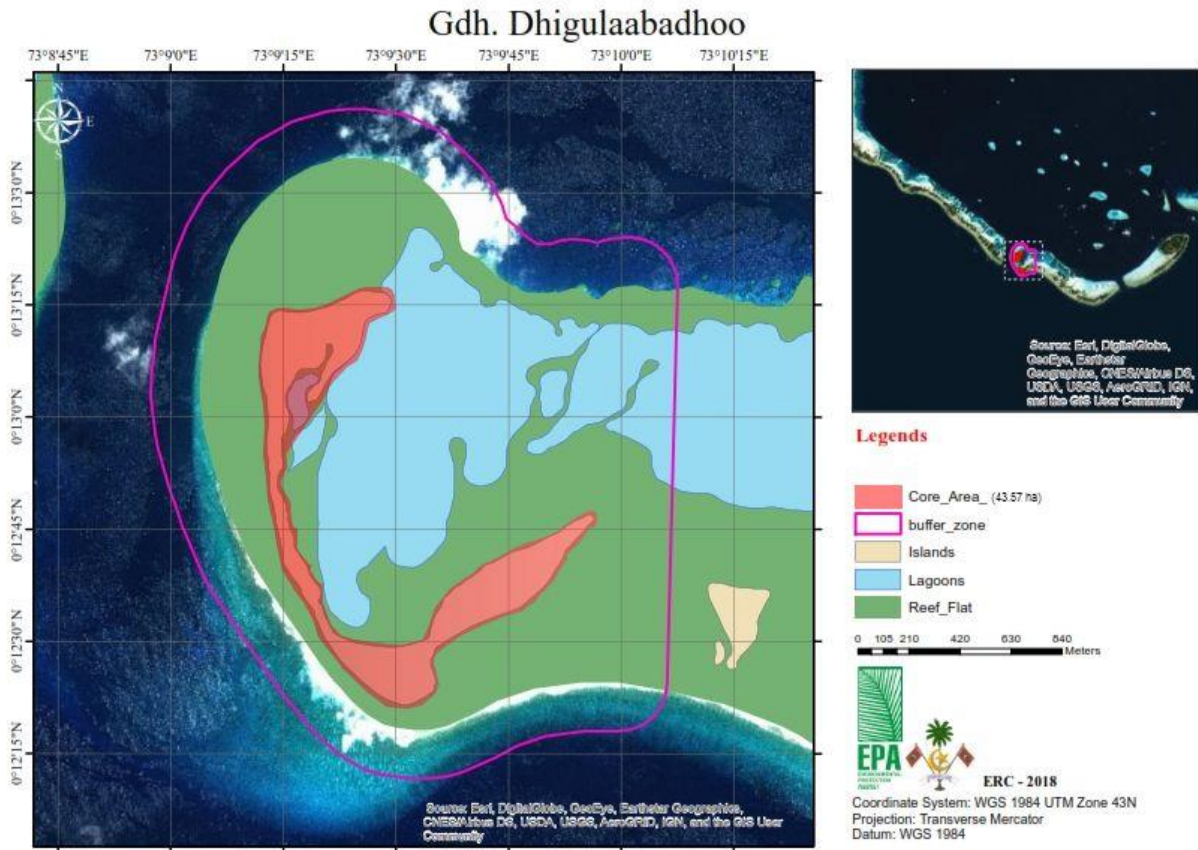 Gdh. Dhigulaabadhoo
73°8'45"E 73°9'0"E 73°9'15"E 73°9'30"E 73°9'45"E 73°10'0"E 73°10'15"E
N
E
S
0°13'30"N
0°13'15"N
0°13'0"N
0°12'45"N
0°12'30"N
0°12'15"N
Source: Esri, DigitalGlobe, GeoEye, Earthstar Geographics,
CNES/Airbus DS, USDA, USGS, AeroGRID, IGN, and the GIS User
Community
Source: Esri, DigitalGlobe,
GeoEye, Earthstar
Geographics, CNES/Airbus DS,
USDA, USGS, AeroGRID, IGN,
and the GIS User Community
Legends
Core_Area_ (43.57 ha)
buffer_zone
Islands
Lagoons
Reef_Flat
0 105 210 420 630 840
Meters
EPA
ENVIRONMENTAL
PROTECTION
ERC - 2018
Coordinate System: WGS 1984 UTM Zone 43N
Projection: Transverse Mercator
Datum: WGS 1984